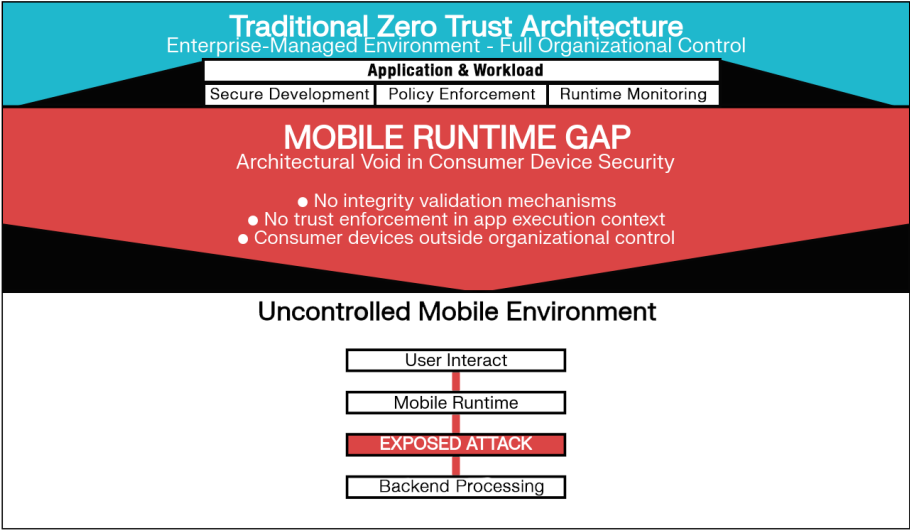 Traditional Zero Trust Architecture
Enterprise-Managed Environment - Full Organizational Control
Application & Workload
Secure Development
Policy Enforcement
Runtime Monitoring
MOBILE RUNTIME GAP
Architectural Void in Consumer Device Security
● No integrity validation mechanisms
● No trust enforcement in app execution context
● Consumer devices outside organizational control
Uncontrolled Mobile Environment
User Interact
Mobile Runtime
EXPOSED ATTACK
Backend Processing